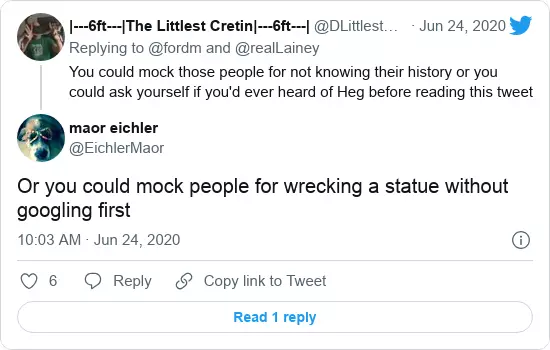 |---6ft---|The Littlest Cretin|---6ft---| @DLittlest... · Jun 24, 2020
Replying to @fordm and @realLainey
You could mock those people for not knowing their history or you
could ask yourself if you'd ever heard of Heg before reading this tweet
maor eichler
@EichlerMaor
Or you could mock people for wrecking a statue without
googling first
10:03 AM · Jun 24, 2020
6 Reply Copy link to Tweet
Read 1 reply